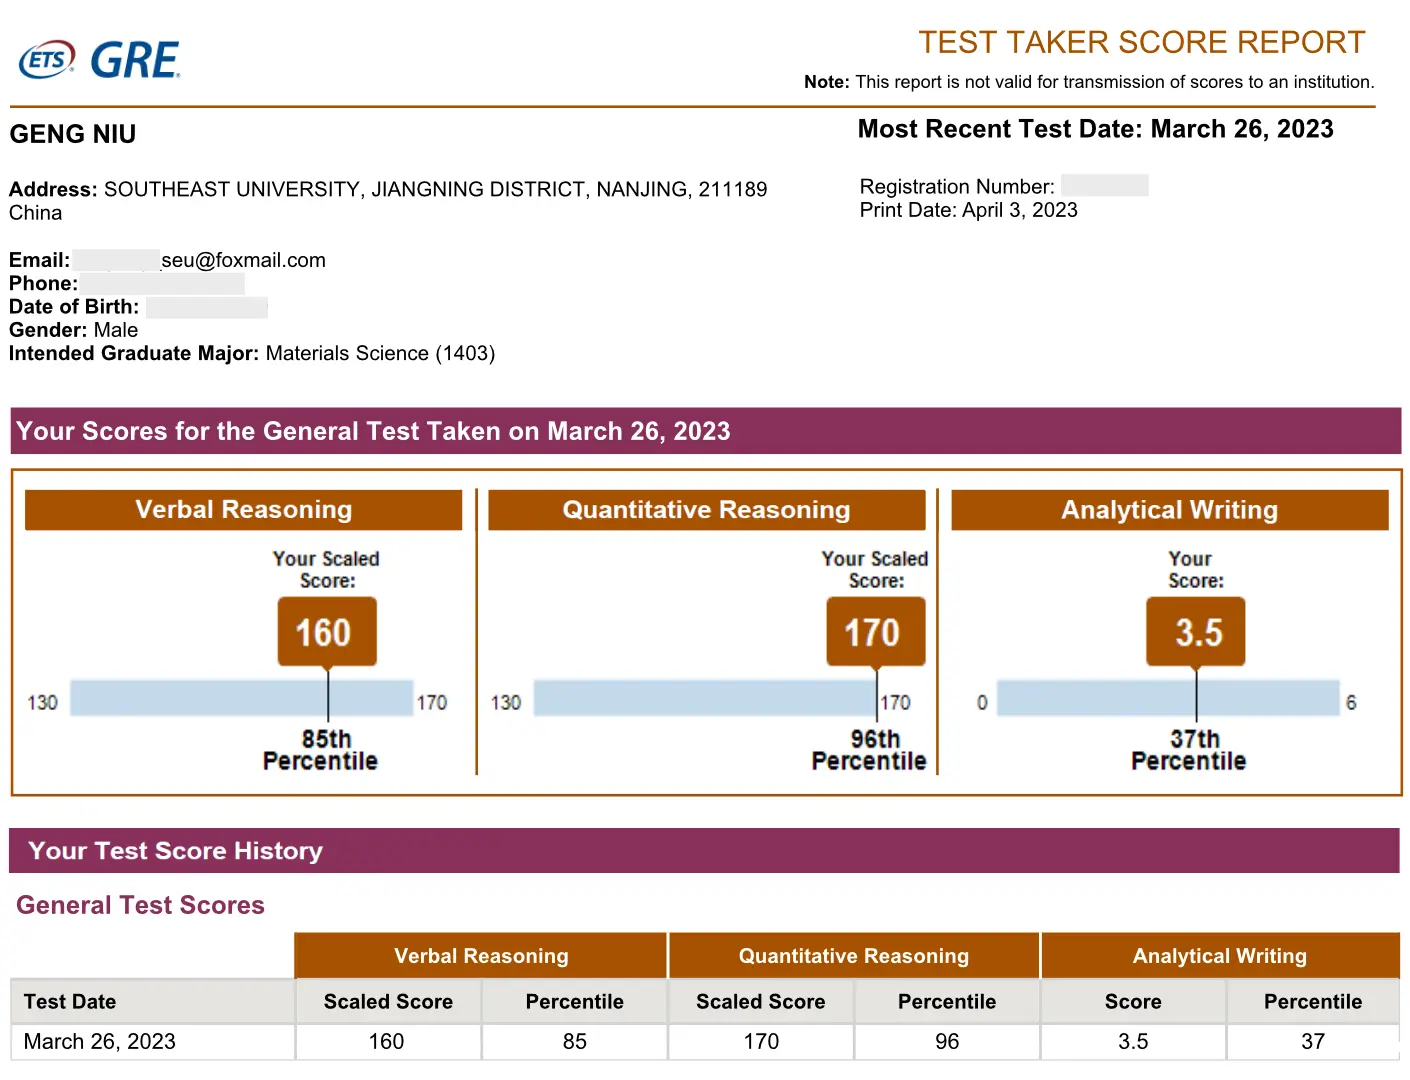 ETS GRE
TEST TAKER SCORE REPORT
Note: This report is not valid for transmission of scores to an institution.
GENG NIU
Most Recent Test Date: March 26, 2023
Address: SOUTHEAST UNIVERSITY, JIANGNING DISTRICT, NANJING, 211189
China
Registration Number:
Print Date: April 3, 2023
Email: _seu@foxmail.com
Phone:
Date of Birth:
Gender: Male
Intended Graduate Major: Materials Science (1403)
Your Scores for the General Test Taken on March 26, 2023
Verbal Reasoning
Your Scaled
Score:
160
130 170
85th
Percentile
Quantitative Reasoning
Your Scaled
Score:
170
130 170
96th
Percentile
Analytical Writing
Your
Score:
3.5
0 6
37th
Percentile
Your Test Score History
General Test Scores
Verbal Reasoning Quantitative Reasoning Analytical Writing
Test Date Scaled Score Percentile Scaled Score Percentile Score Percentile
March 26, 2023 160 85 170 96 3.5 37